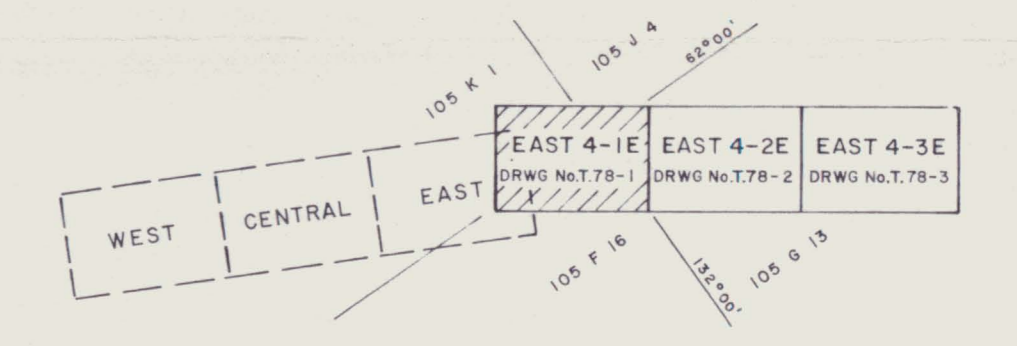 105 J 4
62°00'
105 K 1
EAST 4-1E
DRWG No.T.78-1
EAST 4-2E
DRWG No.T.78-2
EAST 4-3E
DRWG No.T.78-3
WEST
CENTRAL
EAST
105 F 16
132°00'
105 G 13